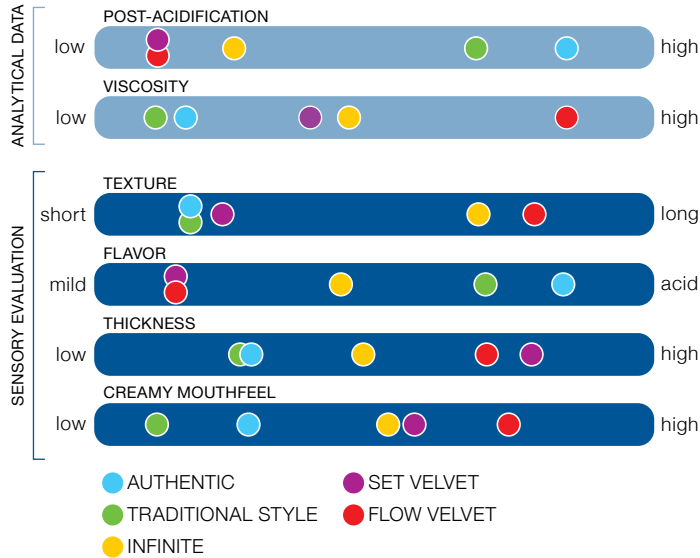 ANALYTICAL DATA
POST-ACIDIFICATION
low high
VISCOSITY
low high
SENSORY EVALUATION
TEXTURE
short long
FLAVOR
mild acid
THICKNESS
low high
CREAMY MOUTHFEEL
low high
AUTHENTIC SET VELVET
TRADITIONAL STYLE FLOW VELVET
INFINITE